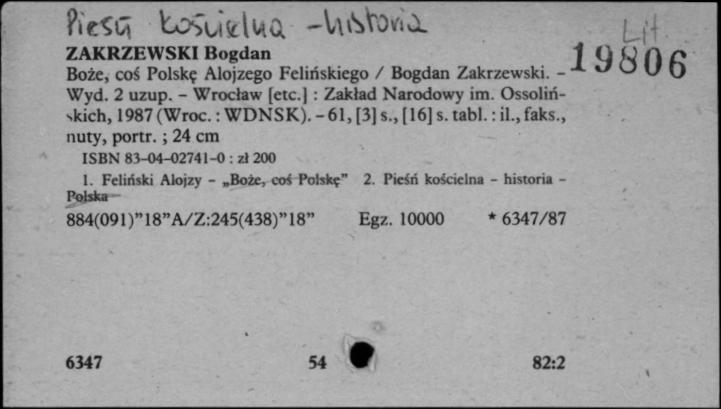 Pieśń kościelna - historia
Lit.
19806
ZAKRZEWSKI Bogdan
Boże, coś Polskę Alojzego Felińskiego / Bogdan Zakrzewski. –
Wyd. 2 uzup. – Wrocław [etc.] : Zakład Narodowy im. Ossoliń-
skich, 1987 (Wroc. : WDNSK). – 61, [3] s., [16] s. tabl. : il., faks.,
nuty, portr. ; 24 cm
ISBN 83-04-02741-0 : zł 200
1. Feliński Alojzy – „Boże, coś Polskę” 2. Pieśń kościelna – historia –
Polska
884(091)”18”A/Z:245(438)”18” Egz. 10000 * 6347/87
6347 54 82:2